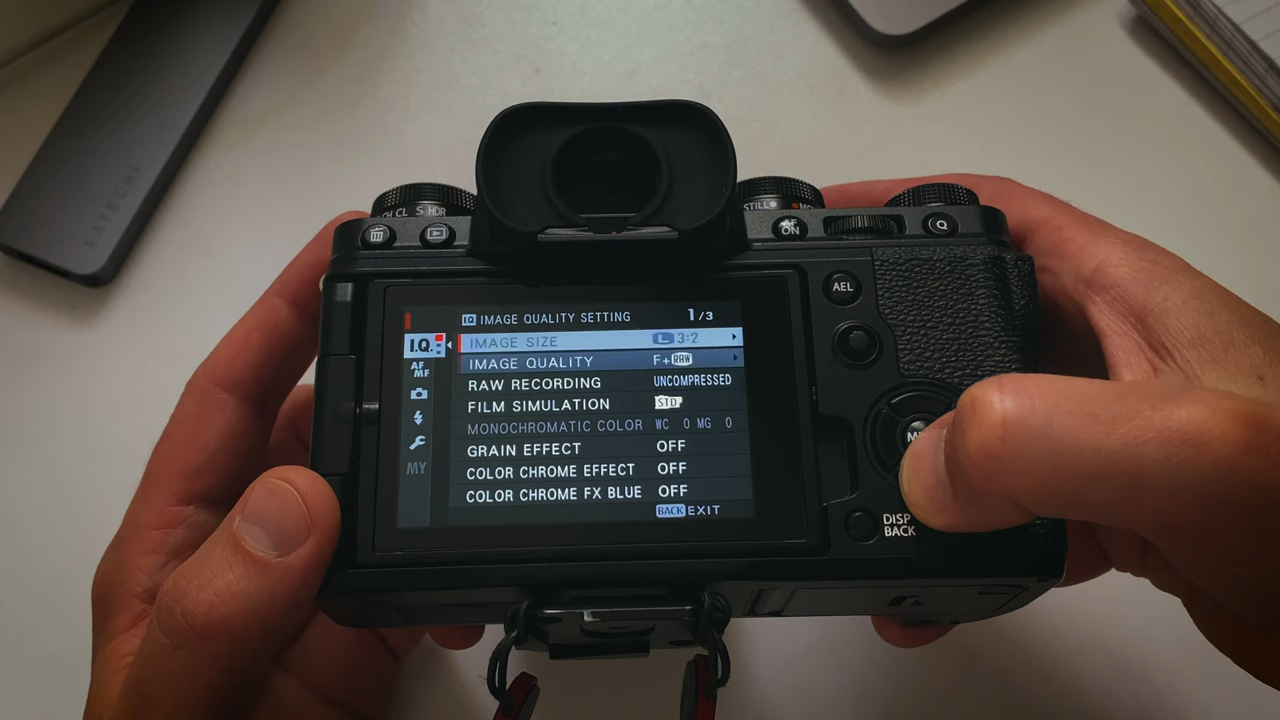 SATECHI
CH CL S HDR
STILL MO
AF ON
Q
AEL
DISP
BACK
I.Q. IMAGE QUALITY SETTING 1/3
I.Q.
AF
MF
MY
IMAGE SIZE L 3:2
IMAGE QUALITY F+RAW
RAW RECORDING UNCOMPRESSED
FILM SIMULATION STD
MONOCHROMATIC COLOR WC 0 MG 0
GRAIN EFFECT OFF
COLOR CHROME EFFECT OFF
COLOR CHROME FX BLUE OFF
BACK EXIT